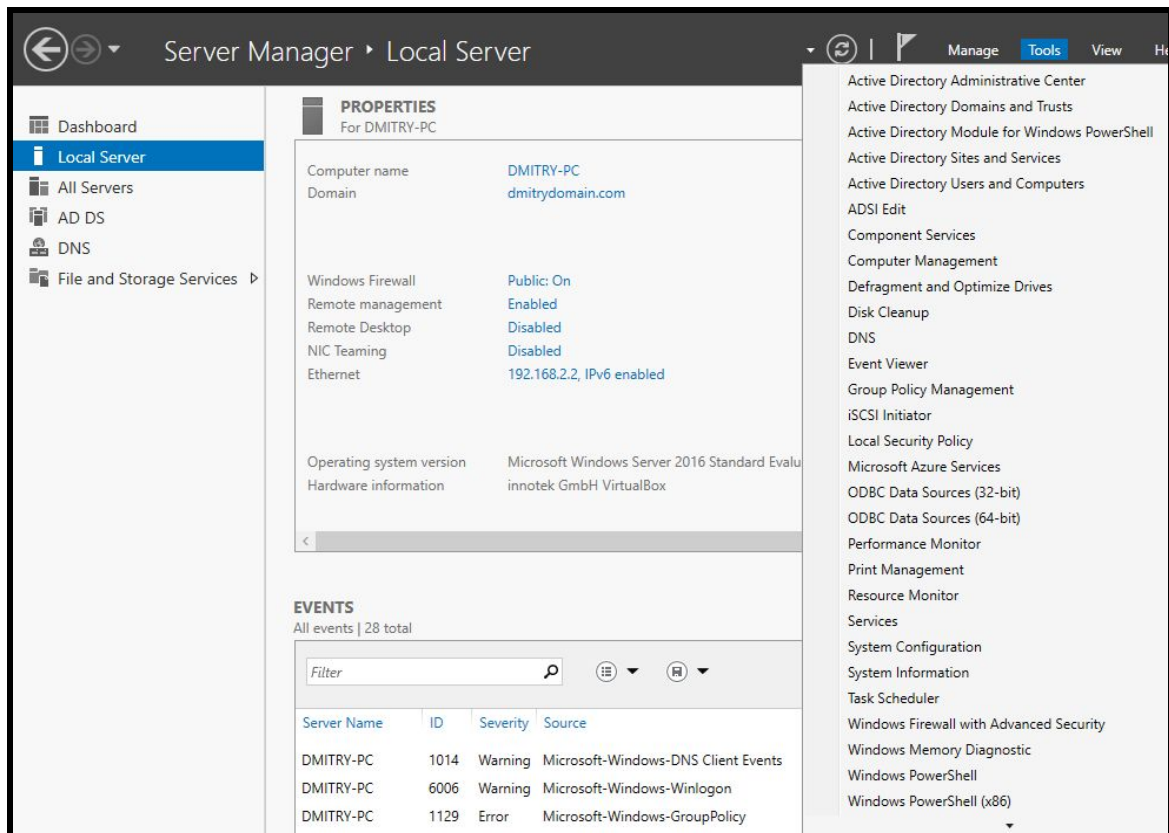 Server Manager ‣ Local Server
Manage Tools View
Dashboard
Local Server
All Servers
AD DS
DNS
File and Storage Services
PROPERTIES
For DMITRY-PC
Computer name DMITRY-PC
Domain dmitrydomain.com
Windows Firewall Public: On
Remote management Enabled
Remote Desktop Disabled
NIC Teaming Disabled
Ethernet 192.168.2.2, IPv6 enabled
Operating system version Microsoft Windows Server 2016 Standard Evalu
Hardware information innotek GmbH VirtualBox
EVENTS
All events | 28 total
Filter
Server Name ID Severity Source
DMITRY-PC 1014 Warning Microsoft-Windows-DNS Client Events
DMITRY-PC 6006 Warning Microsoft-Windows-Winlogon
DMITRY-PC 1129 Error Microsoft-Windows-GroupPolicy
Active Directory Administrative Center
Active Directory Domains and Trusts
Active Directory Module for Windows PowerShell
Active Directory Sites and Services
Active Directory Users and Computers
ADSI Edit
Component Services
Computer Management
Defragment and Optimize Drives
Disk Cleanup
DNS
Event Viewer
Group Policy Management
iSCSI Initiator
Local Security Policy
Microsoft Azure Services
ODBC Data Sources (32-bit)
ODBC Data Sources (64-bit)
Performance Monitor
Print Management
Resource Monitor
Services
System Configuration
System Information
Task Scheduler
Windows Firewall with Advanced Security
Windows Memory Diagnostic
Windows PowerShell
Windows PowerShell (x86)